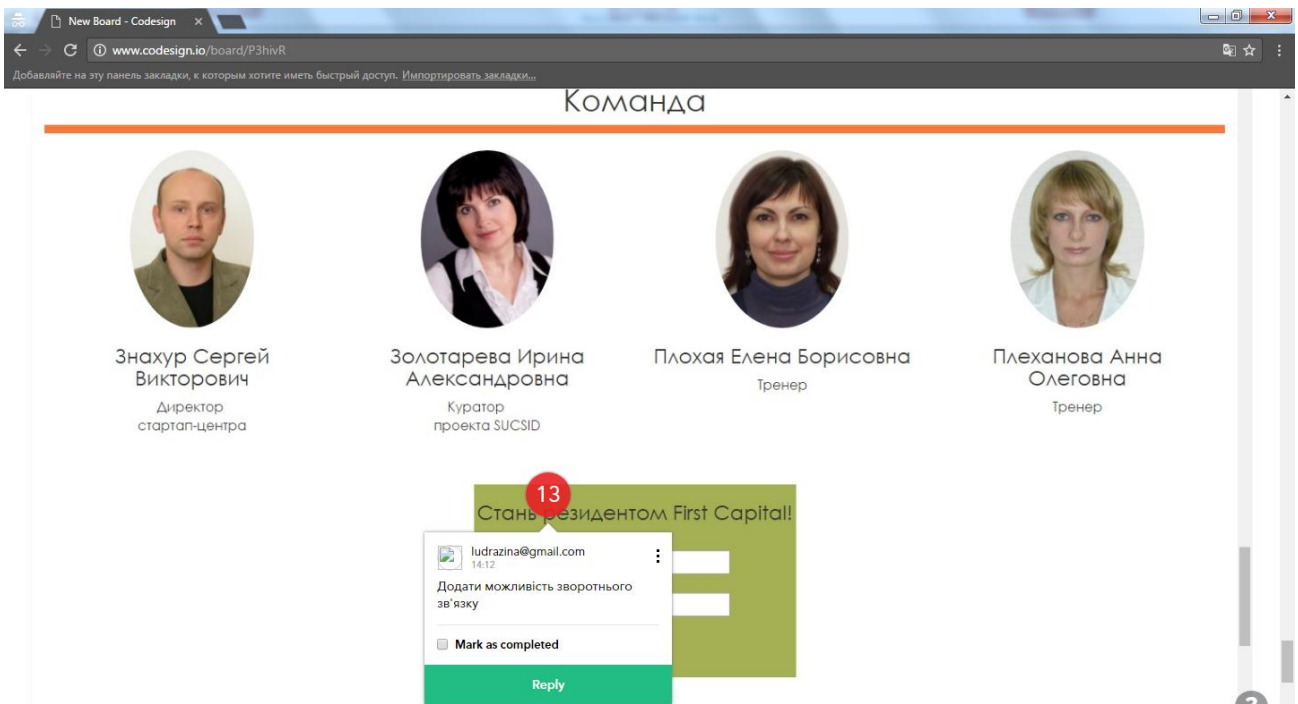 New Board - Codesign
www.codesign.io/board/P3hivR
Добавляйте на эту панель закладки, к которым хотите иметь быстрый доступ. Импортировать закладки...
Команда
Знахур Сергей
Викторович
Директор
стартап-центра
Золотарева Ирина
Александровна
Куратор
проекта SUCSID
Плохая Елена Борисовна
Тренер
Плеханова Анна
Олеговна
Тренер
13
Стань резидентом First Capital!
ludrazina@gmail.com
14:12
Додати можливість зворотнього
зв'язку
Mark as completed
Reply
?